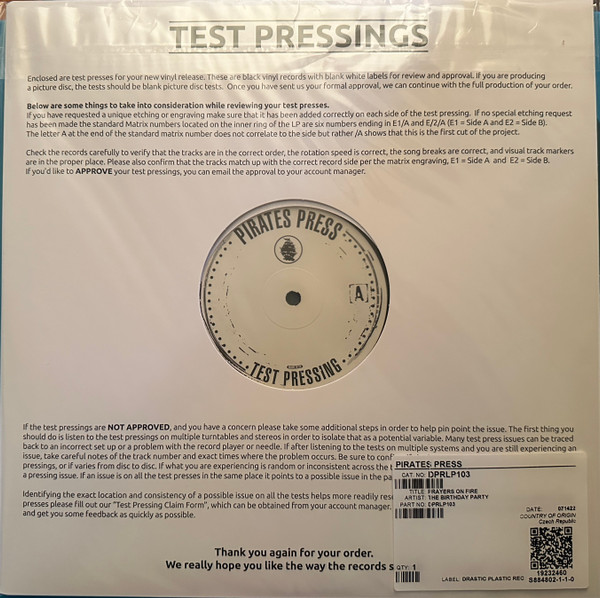 TEST PRESSINGS
Enclosed are test presses for your new vinyl release. These are black vinyl records with blank white labels for review and approval. If you are producing
a picture disc, the tests should be blank picture disc tests. Once you have sent us your formal approval, we can continue with the full production of your order.
Below are some things to take into consideration while reviewing your test presses.
If you have requested a unique etching or engraving make sure that it has been added correctly on each side of the test pressing. If no special etching request
has been made the standard Matrix numbers located on the inner ring of the LP are six numbers ending in E1/A and E/2/A (E1 = Side A and E2 = Side B).
The letter A at the end of the standard matrix number does not correlate to the side but rather /A shows that this is the first cut of the project.
Check the records carefully to verify that the tracks are in the correct order, the rotation speed is correct, the song breaks are correct, and visual track markers
are in the proper place. Please also confirm that the tracks match up with the correct record side per the matrix engraving, E1 = Side A and E2 = Side B.
If you'd like to APPROVE your test pressings, you can email the approval to your account manager.
PIRATES PRESS
A
TEST PRESSING
If the test pressings are NOT APPROVED, and you have a concern please take some additional steps in order to help pin point the issue. The first thing you
should do is listen to the test pressings on multiple turntables and stereos in order to isolate that as a potential variable. Many test press issues can be traced
back to an incorrect set up or a problem with the record player or needle. If after listening to the tests on multiple systems and you are still experiencing an
issue, take careful notes of the track number and exact times where the problem occurs. Be sure to
pressings, or if varies from disc to disc. If what you are experiencing is random or inconsistent across the
a pressing issue. If an issue is on all the test presses in the same place it points to a possible issue in the
Identifying the exact location and consistency of a possible issue on all the tests helps more readily
presses please fill out our "Test Pressing Claim Form", which can be obtained from your account manager.
and get you some feedback as quickly as possible.
Thank you again for your order.
We really hope you like the way the records
PIRATES PRESS
CAT. NO: DPRLP103
TITLE: PRAYERS ON FIRE
ARTIST: THE BIRTHDAY PARTY
PART NO: DPRLP103
DATE: 071422
COUNTRY OF ORIGIN
Czech Republic
19232460
S884802-1-1-0
QTY: 1
LABEL: DRASTIC PLASTIC REC